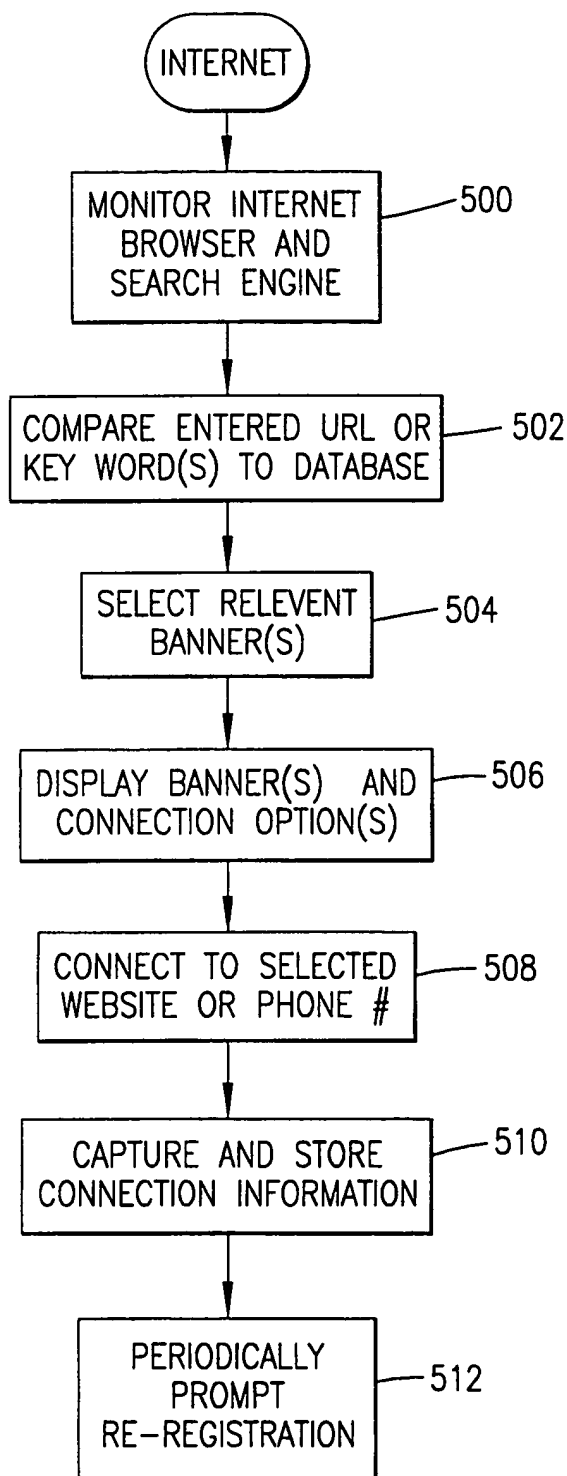 INTERNET
MONITOR INTERNET
BROWSER AND
SEARCH ENGINE
500
COMPARE ENTERED URL OR
KEY WORD(S) TO DATABASE
502
SELECT RELEVENT
BANNER(S)
504
DISPLAY BANNER(S) AND
CONNECTION OPTION(S)
506
CONNECT TO SELECTED
WEBSITE OR PHONE #
508
CAPTURE AND STORE
CONNECTION INFORMATION
510
PERIODICALLY
PROMPT
RE-REGISTRATION
512